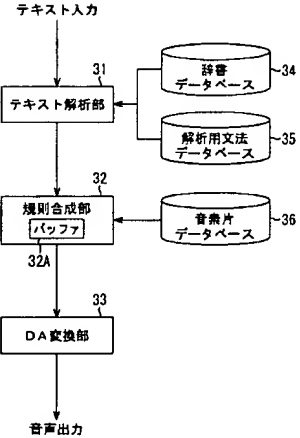 テキスト入力
31
テキスト解析部
辞書
データベース
34
解析用文法
データベース
35
32
規則合成部
バッファ
32A
音素片
データベース
36
33
DA変換部
音声出力